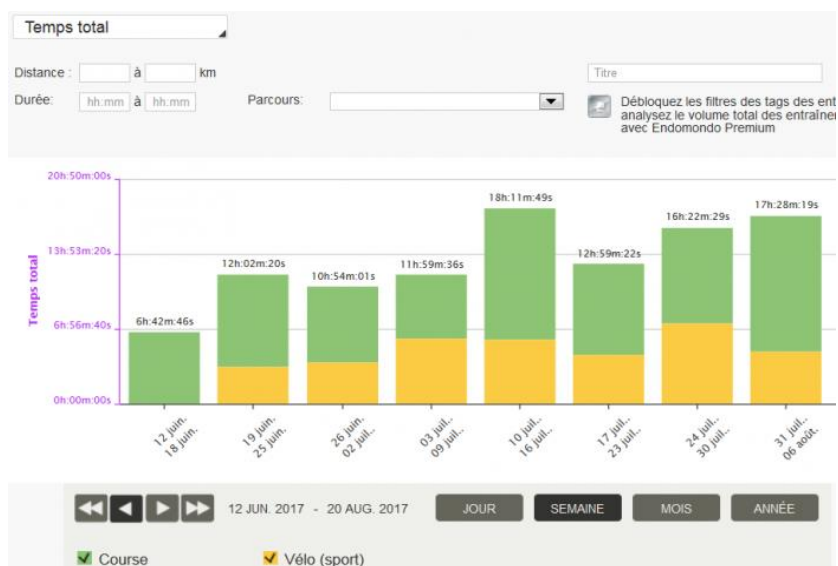 Temps total
Distance : à km
Titre
Durée: hh:mm à hh:mm Parcours:
Débloquez les filtres des tags des ent
analysez le volume total des entraîne
avec Endomondo Premium
20h:50m:00s
18h:11m:49s
17h:28m:19s
16h:22m:29s
13h:53m:20s
12h:02m:20s
10h:54m:01s
11h:59m:36s
12h:59m:22s
Temps total
6h:56m:40s
6h:42m:46s
0h:00m:00s
12 juin.
18 juin.
19 juin.
25 juin.
26 juin.
02 juil..
03 juil..
09 juil..
10 juil..
16 juil..
17 juil..
23 juil..
24 juil..
30 juil..
31 juil..
06 août.
12 JUN. 2017 - 20 AUG. 2017 JOUR SEMAINE MOIS ANNÉE
Course Vélo (sport)